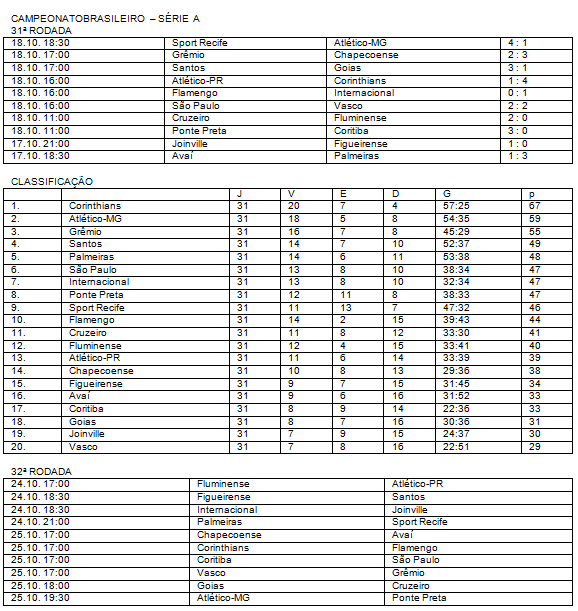 CAMPEONATOBRASILEIRO – SÉRIE A
31ª RODADA
18.10. 18:30 Sport Recife Atlético-MG 4 : 1
18.10. 17:00 Grêmio Chapecoense 2 : 3
18.10. 17:00 Santos Goias 3 : 1
18.10. 16:00 Atlético-PR Corinthians 1 : 4
18.10. 16:00 Flamengo Internacional 0 : 1
18.10. 16:00 São Paulo Vasco 2 : 2
18.10. 11:00 Cruzeiro Fluminense 2 : 0
18.10. 11:00 Ponte Preta Coritiba 3 : 0
17.10. 21:00 Joinville Figueirense 1 : 0
17.10. 18:30 Avaí Palmeiras 1 : 3
CLASSIFICAÇÃO
J V E D G p
1. Corinthians 31 20 7 4 57:25 67
2. Atlético-MG 31 18 5 8 54:35 59
3. Grêmio 31 16 7 8 45:29 55
4. Santos 31 14 7 10 52:37 49
5. Palmeiras 31 14 6 11 53:38 48
6. São Paulo 31 13 8 10 38:34 47
7. Internacional 31 13 8 10 32:34 47
8. Ponte Preta 31 12 11 8 38:33 47
9. Sport Recife 31 11 13 7 47:32 46
10. Flamengo 31 14 2 15 39:43 44
11. Cruzeiro 31 11 8 12 33:30 41
12. Fluminense 31 12 4 15 33:41 40
13. Atlético-PR 31 11 6 14 33:39 39
14. Chapecoense 31 10 8 13 29:36 38
15. Figueirense 31 9 7 15 31:45 34
16. Avaí 31 9 6 16 31:52 33
17. Coritiba 31 8 9 14 22:36 33
18. Goias 31 8 7 16 30:36 31
19. Joinville 31 7 9 15 24:37 30
20. Vasco 31 7 8 16 22:51 29
32ª RODADA
24.10. 17:00 Fluminense Atlético-PR
24.10. 18:30 Figueirense Santos
24.10. 18:30 Internacional Joinville
24.10. 21:00 Palmeiras Sport Recife
25.10. 17:00 Chapecoense Avaí
25.10. 17:00 Corinthians Flamengo
25.10. 17:00 Coritiba São Paulo
25.10. 17:00 Vasco Grêmio
25.10. 18:00 Goias Cruzeiro
25.10. 19:30 Atlético-MG Ponte Preta